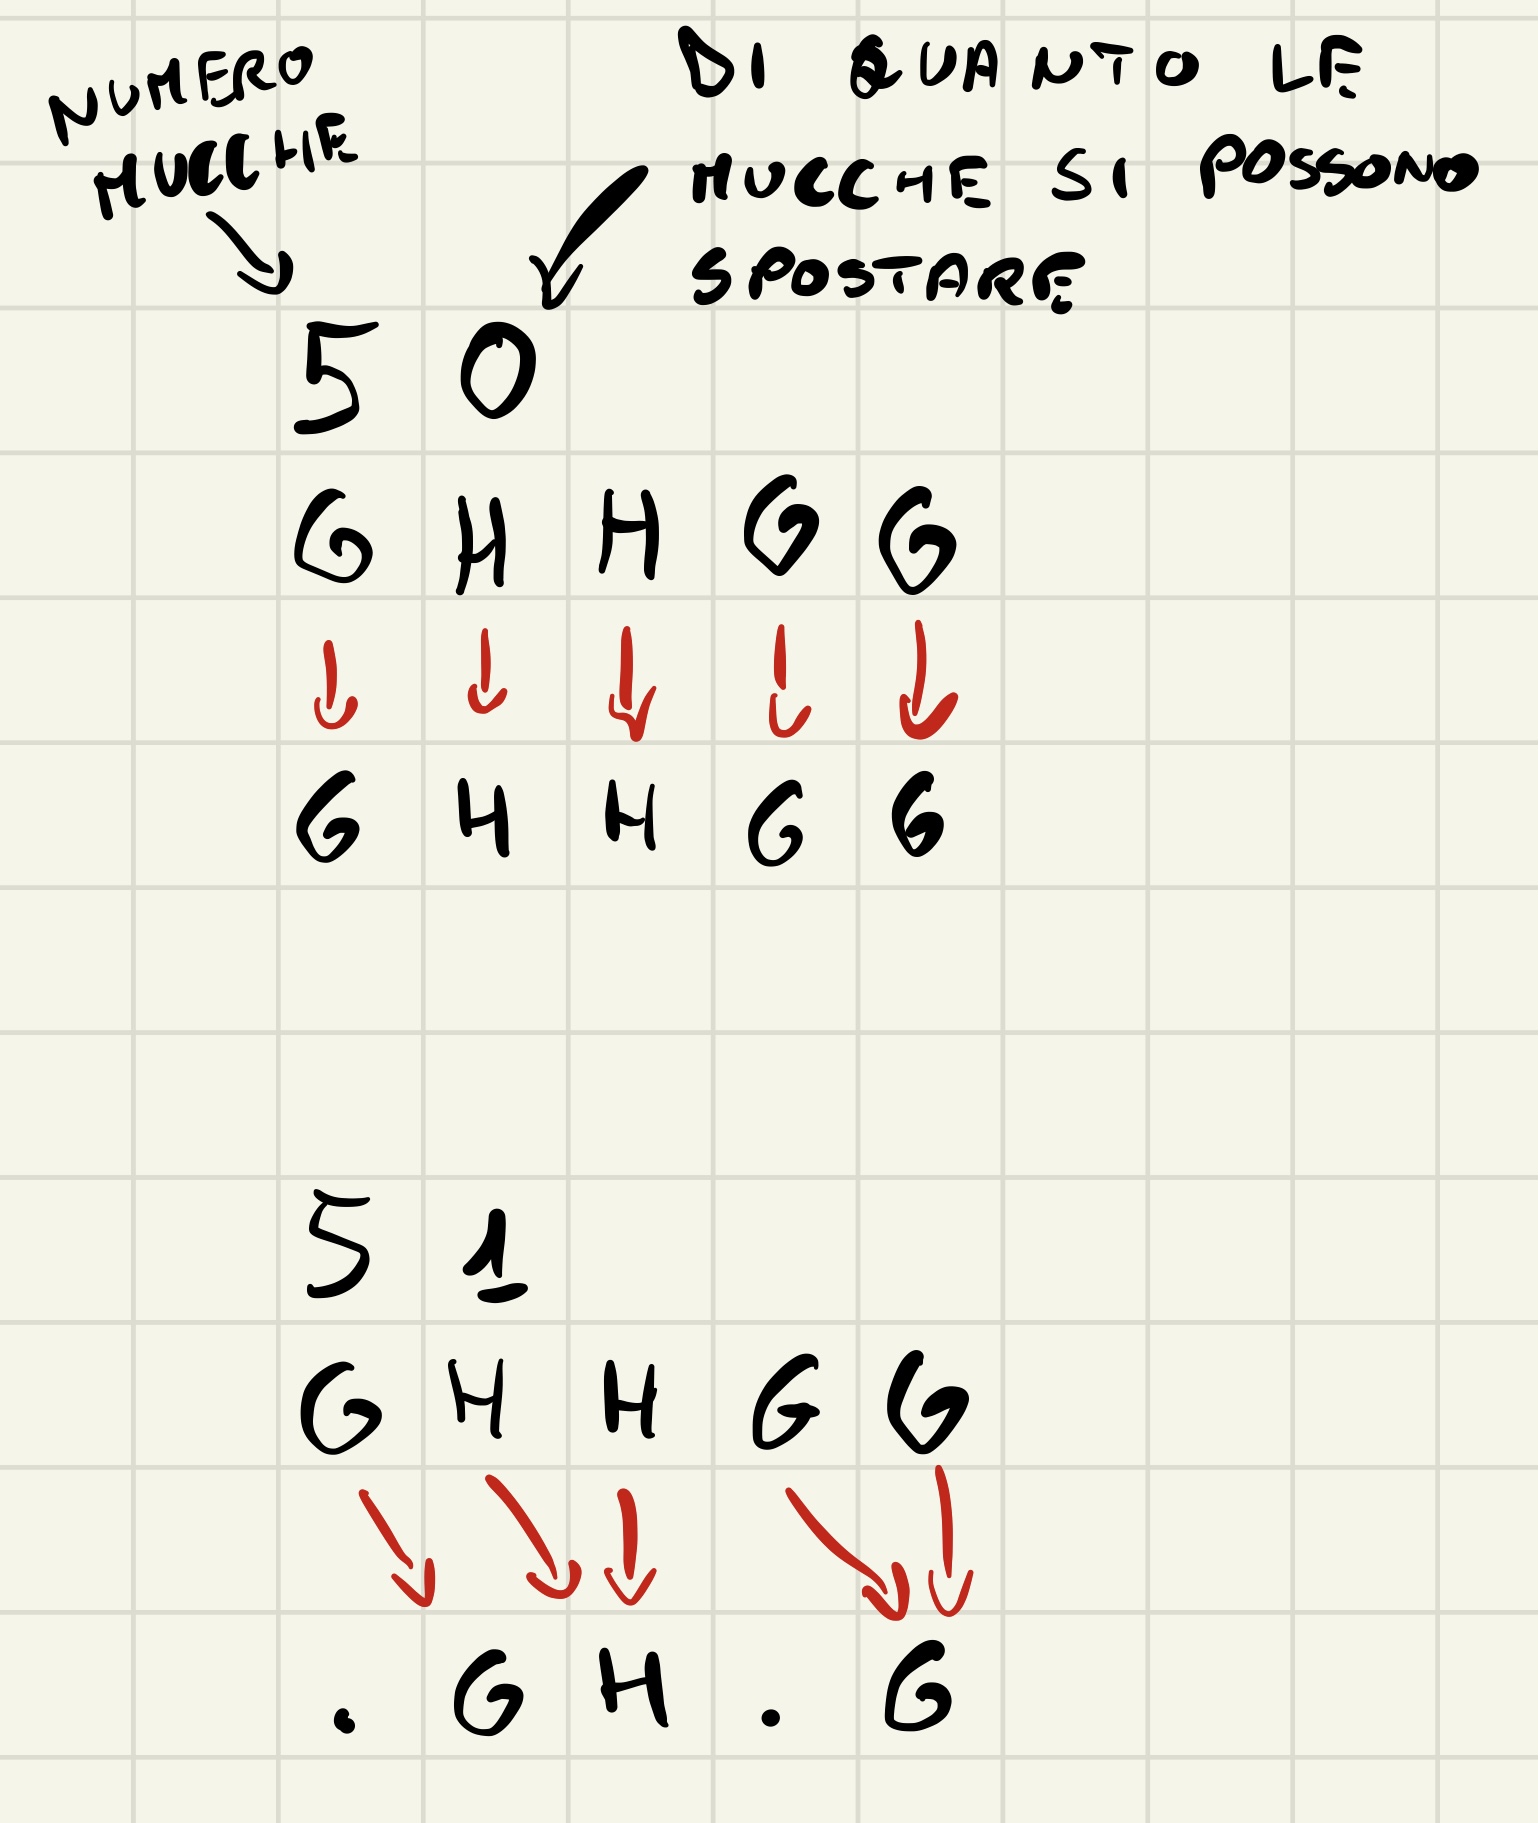 NUMERO
MUCCHE
DI QUANTO LE
MUCCHE SI POSSONO
SPOSTARE
5 0
G H H G G
G H H G G
5 1
G H H G G
. G H . G